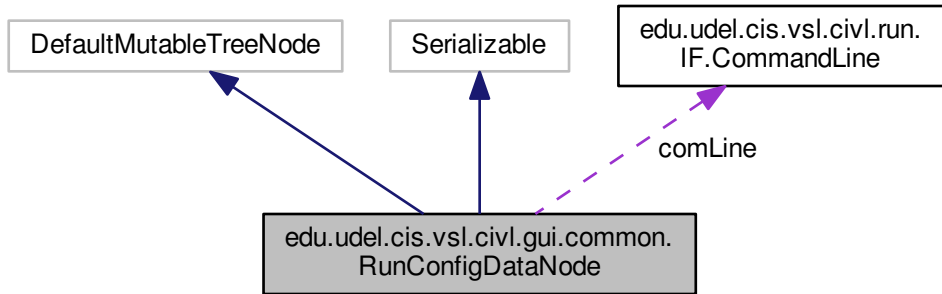 DefaultMutableTreeNode
Serializable
edu.udel.cis.vsl.civl.run.
IF.CommandLine
comLine
edu.udel.cis.vsl.civl.gui.common.
RunConfigDataNode